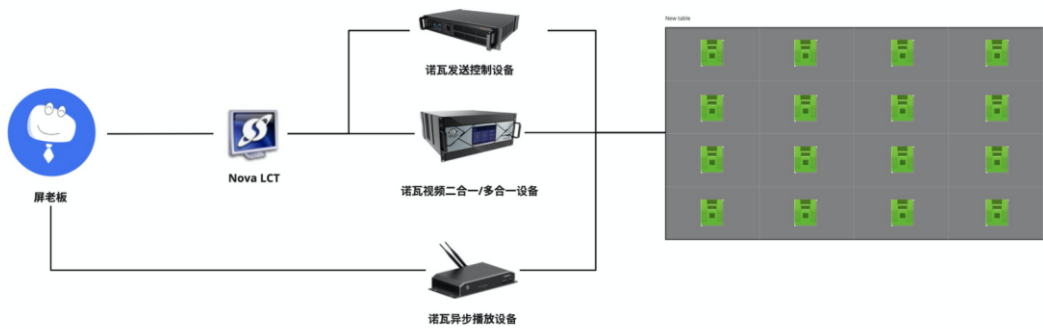 New table
诺瓦发送控制设备
Nova LCT
诺瓦视频二合一/多合一设备
屏老板
诺瓦异步播放设备